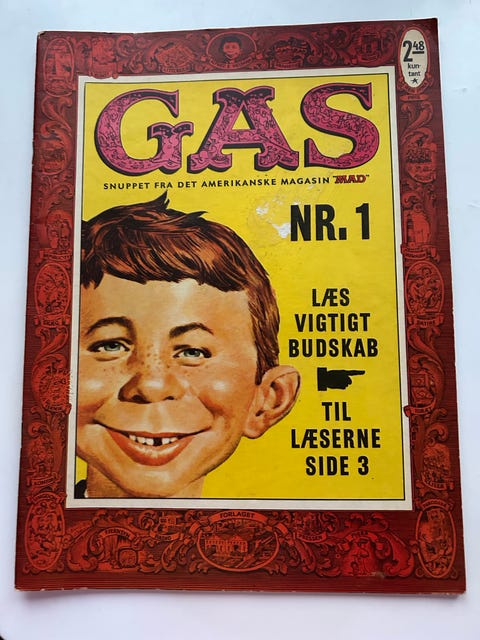 2 48
kun-
tant
GAS
SNUPPET FRA DET AMERIKANSKE MAGASIN "MAD"
NR. 1
LÆS
VIGTIGT
BUDSKAB
TIL
LÆSERNE
SIDE 3
FORLAGET